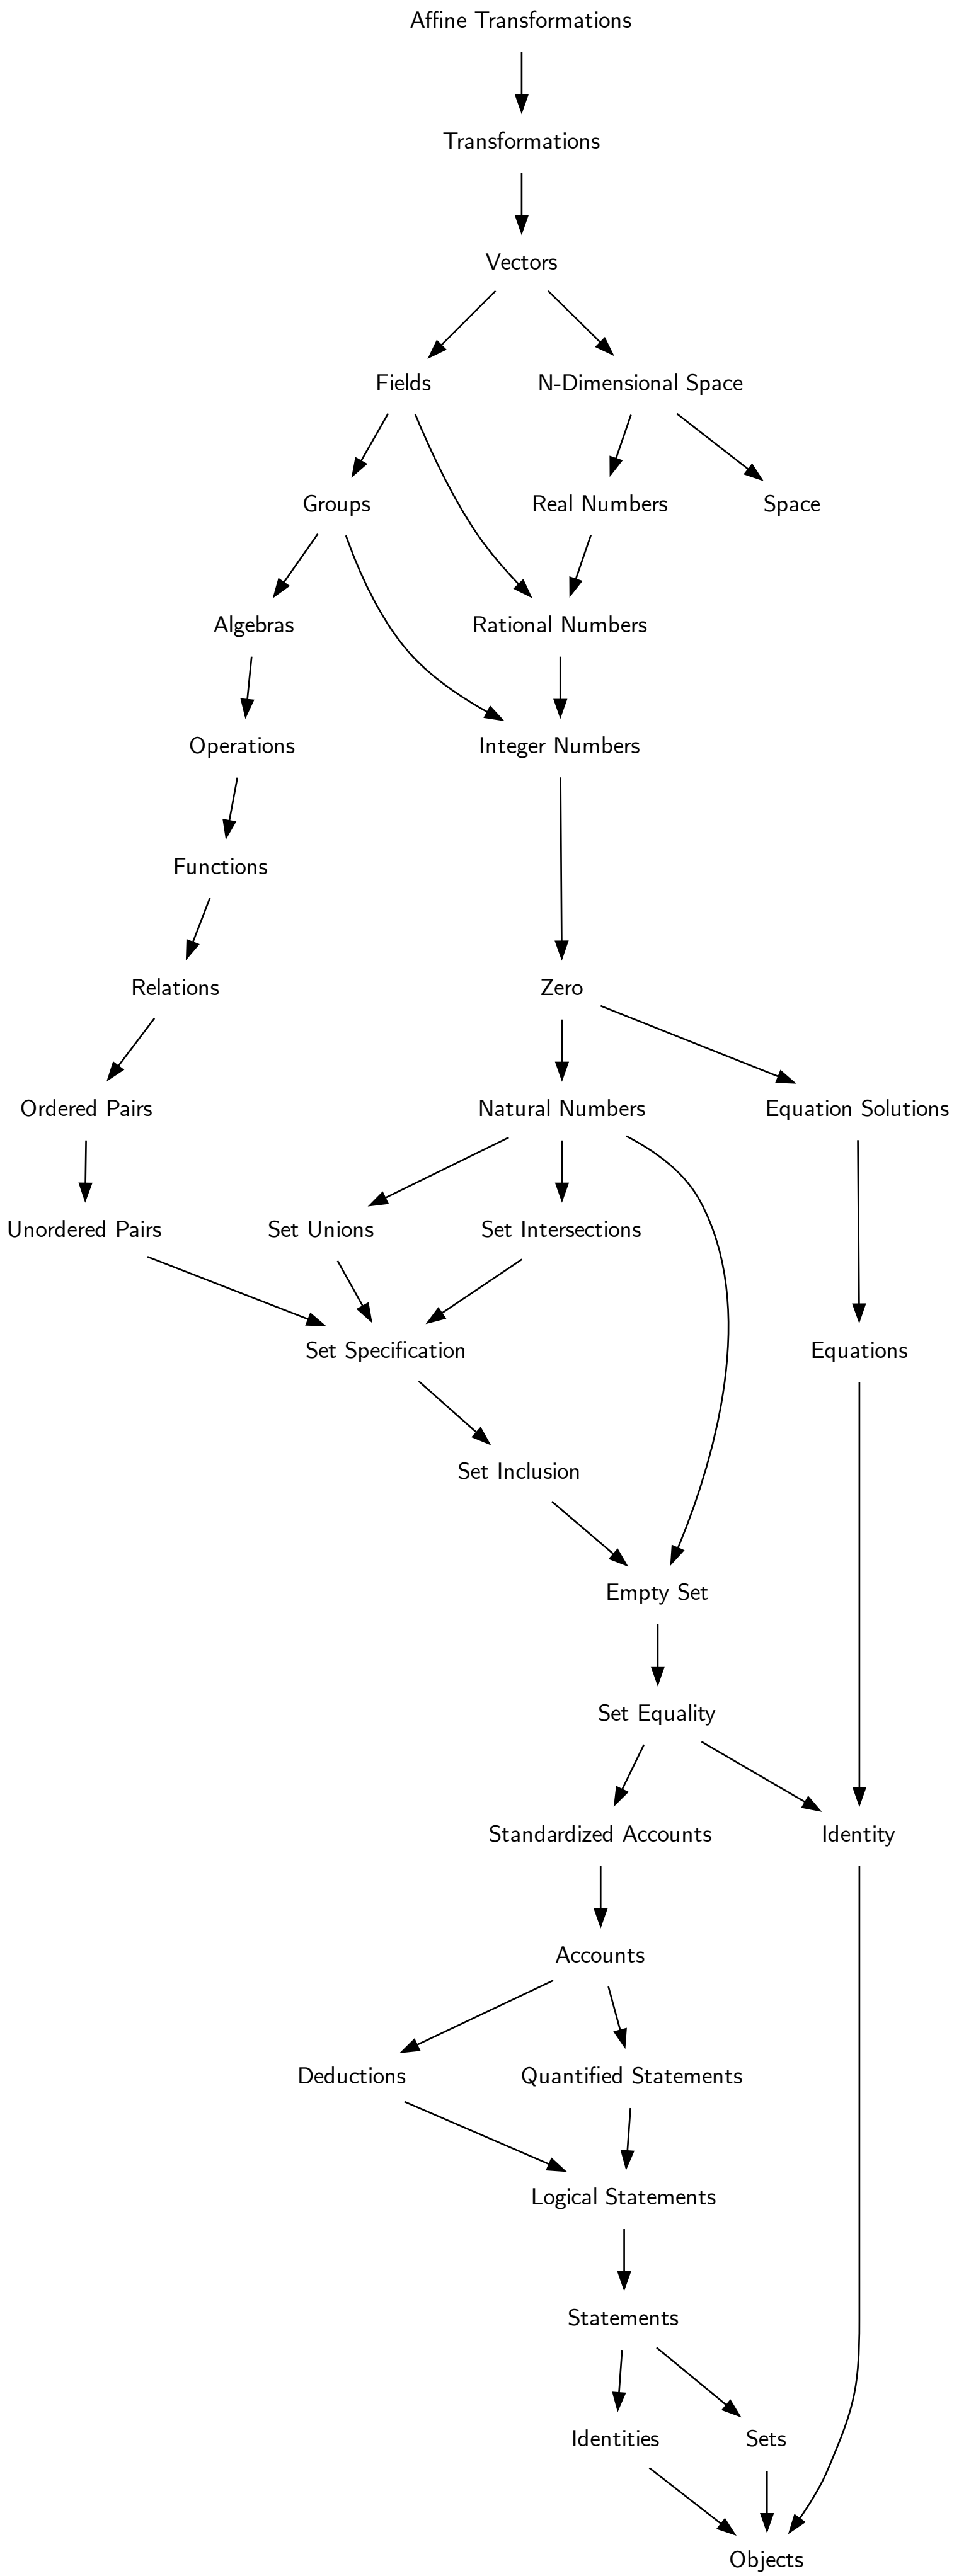 Affine Transformations
Transformations
Vectors
Fields
N-Dimensional Space
Groups
Real Numbers
Space
Algebras
Rational Numbers
Operations
Integer Numbers
Functions
Relations
Zero
Ordered Pairs
Natural Numbers
Equation Solutions
Unordered Pairs
Set Unions
Set Intersections
Set Specification
Equations
Set Inclusion
Empty Set
Set Equality
Standardized Accounts
Identity
Accounts
Deductions
Quantified Statements
Logical Statements
Statements
Identities
Sets
Objects